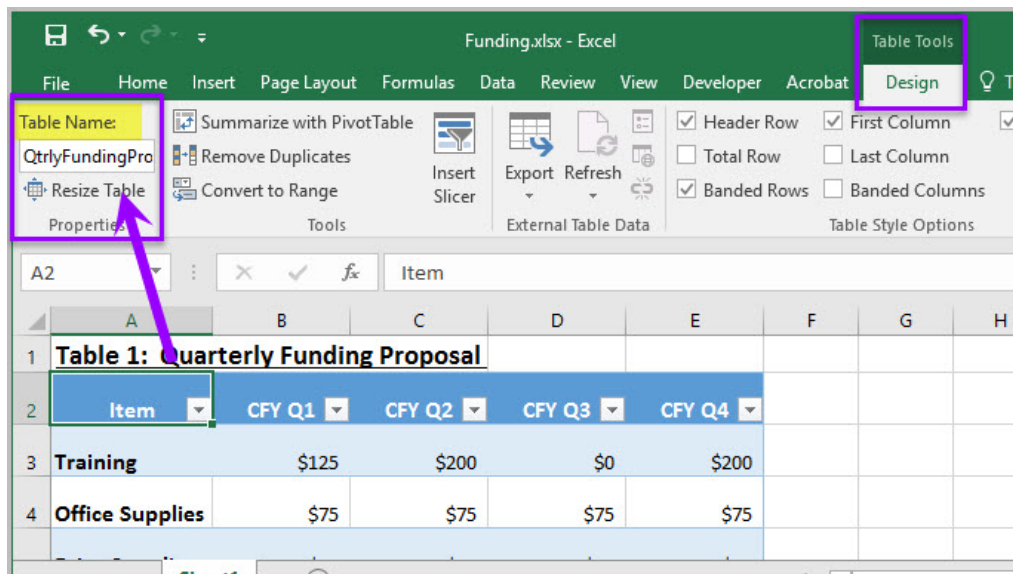 Funding.xlsx - Excel
Table Tools
File Home Insert Page Layout Formulas Data Review View Developer Acrobat Design
Table Name:
QtrlyFundingPro
Resize Table
Properties
Summarize with PivotTable
Remove Duplicates
Convert to Range
Tools
Insert
Slicer
Export Refresh
External Table Data
Header Row First Column
Total Row Last Column
Banded Rows Banded Columns
Table Style Options
A2 fx Item
A B C D E F G H
1 Table 1: Quarterly Funding Proposal
2 Item CFY Q1 CFY Q2 CFY Q3 CFY Q4
3 Training $125 $200 $0 $200
4 Office Supplies $75 $75 $75 $75